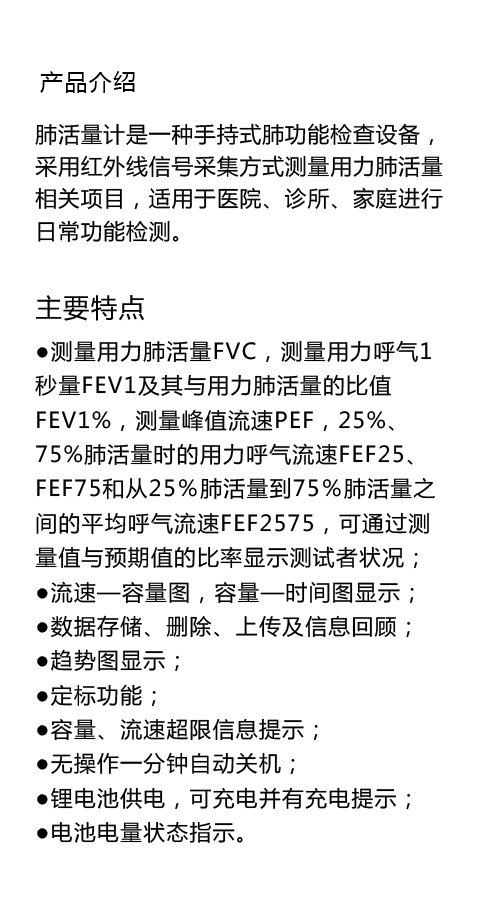 产品介绍
肺活量计是一种手持式肺功能检查设备，
采用红外线信号采集方式测量用力肺活量
相关项目，适用于医院、诊所、家庭进行
日常功能检测。
主要特点
●测量用力肺活量FVC，测量用力呼气1
秒量FEV1及其与用力肺活量的比值
FEV1%，测量峰值流速PEF，25%、
75%肺活量时的用力呼气流速FEF25、
FEF75和从25%肺活量到75%肺活量之
间的平均呼气流速FEF2575，可通过测
量值与预期值的比率显示测试者状况；
●流速—容量图，容量—时间图显示；
●数据存储、删除、上传及信息回顾；
●趋势图显示；
●定标功能；
●容量、流速超限信息提示；
●无操作一分钟自动关机；
●锂电池供电，可充电并有充电提示；
●电池电量状态指示。